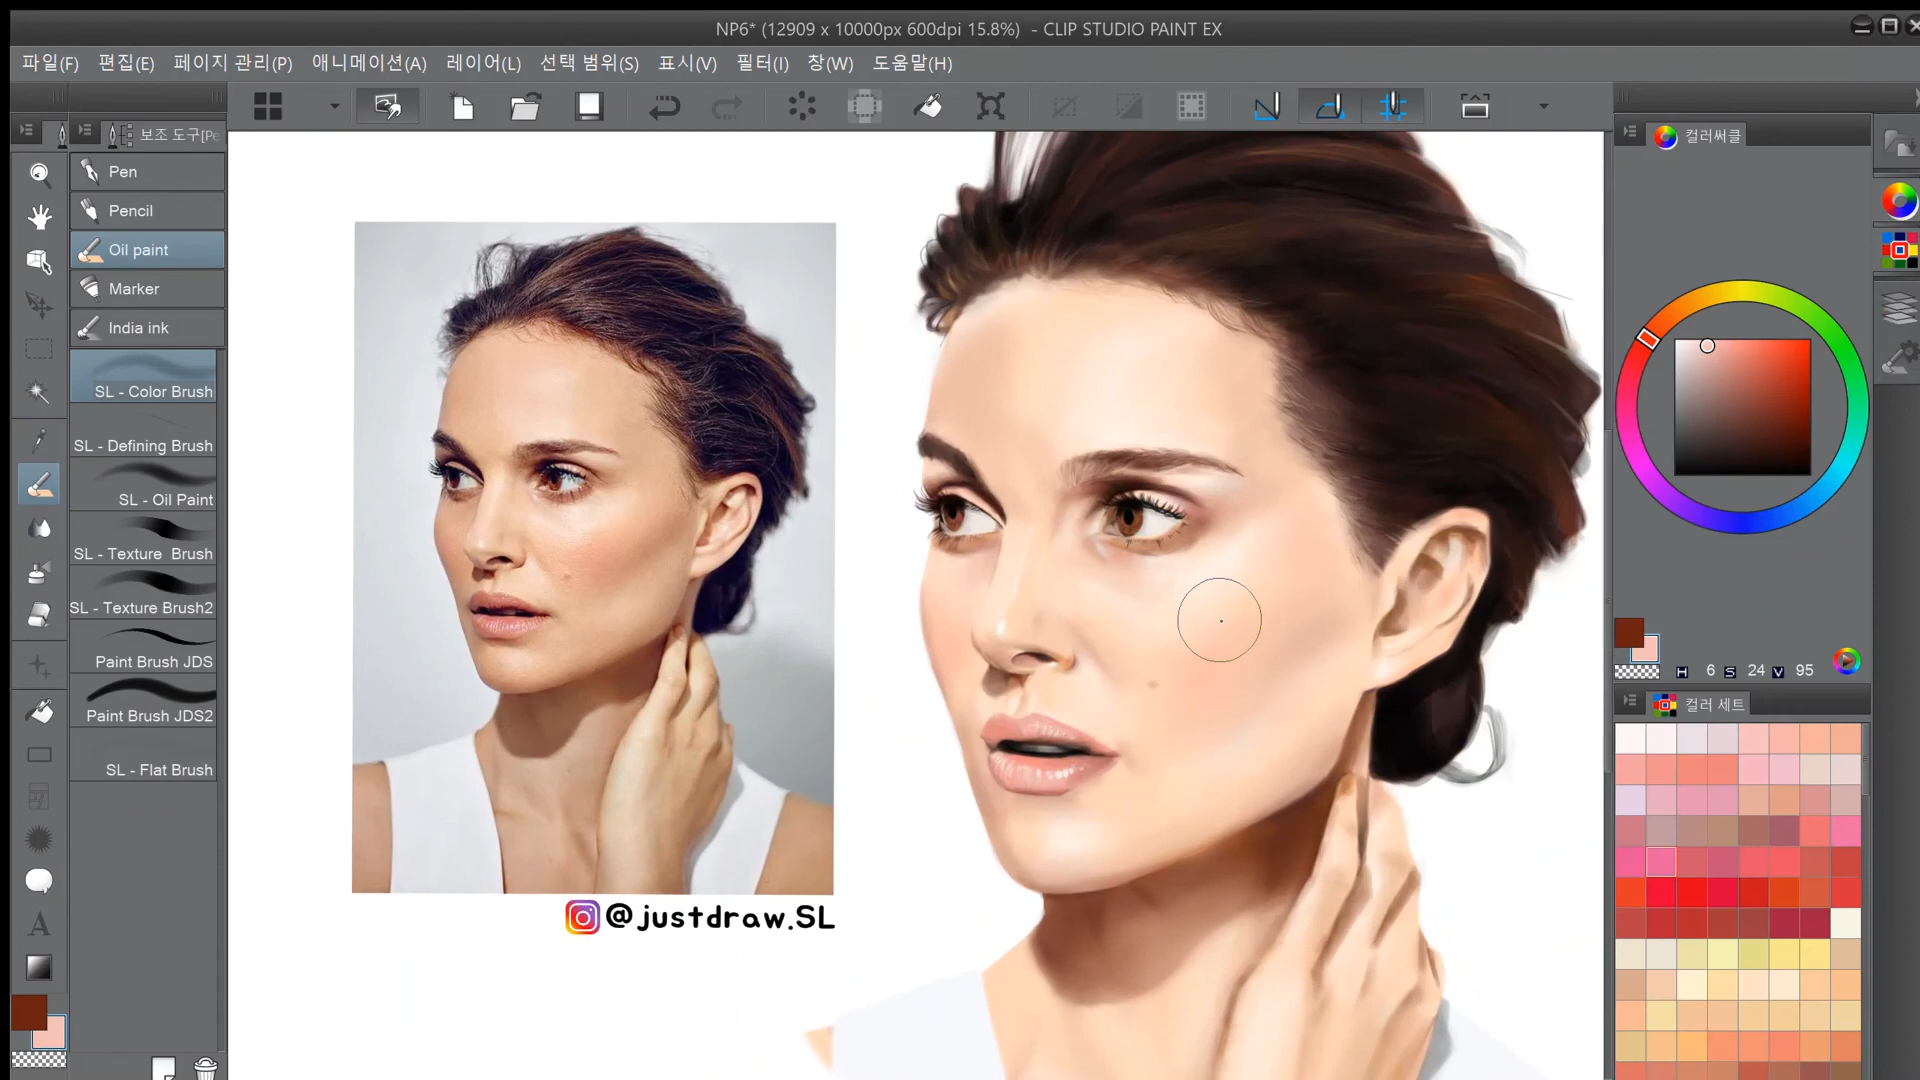 NP6* (12909 x 10000px 600dpi 15.8%) - CLIP STUDIO PAINT EX
파일(F) 편집(E) 페이지 관리(P) 애니메이션(A) 레이어(L) 선택 범위(S) 표시(V) 필터(I) 창(W) 도움말(H)
보조 도구[Pe
컬러써클
Pen
Pencil
Oil paint
Marker
India ink
SL - Color Brush
SL - Defining Brush
SL - Oil Paint
SL - Texture Brush
SL - Texture Brush2
Paint Brush JDS
Paint Brush JDS2
SL - Flat Brush
@justdraw.SL
H 6 S 24 V 95
컬러 세트